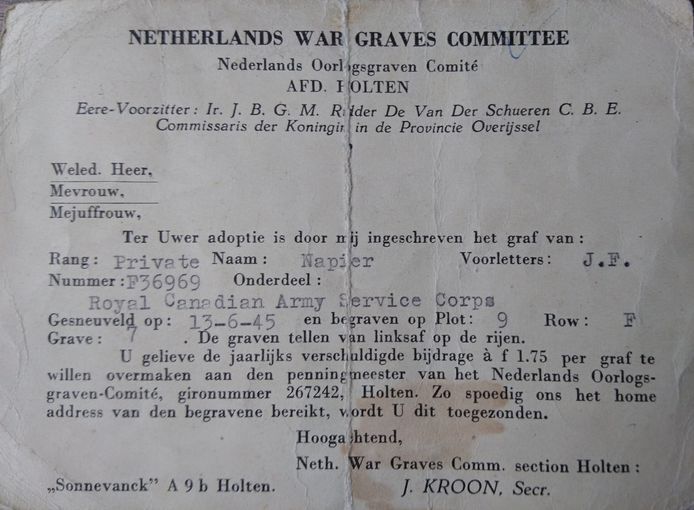 NETHERLANDS WAR GRAVES COMMITTEE
Nederlands Oorlogsgraven Comité
AFD. HOLTEN
Eere-Voorzitter: Ir. J. B. G. M. Ridder De Van Der Schueren C. B. E.
Commissaris der Koningin in de Provincie Overijssel
Weled. Heer,
Mevrouw,
Mejuffrouw,
Ter Uwer adoptie is door mij ingeschreven het graf van:
Rang: Private Naam: Napier Voorletters: J.F.
Nummer: F36969 Onderdeel:
Royal Canadian Army Service Corps
Gesneuveld op: 13-6-45 en begraven op Plot: 9 Row: F
Grave: 7 . De graven tellen van linksaf op de rijen.
U gelieve de jaarlijks verschuldigde bijdrage à f 1.75 per graf te
willen overmaken aan den penningmeester van het Nederlands Oorlogs-
graven-Comité, gironummer 267242, Holten. Zo spoedig ons het home
address van den begravene bereikt, wordt U dit toegezonden.
Hoogachtend,
Neth. War Graves Comm. section Holten:
„Sonnevanck" A 9 b Holten. J. KROON, Secr.